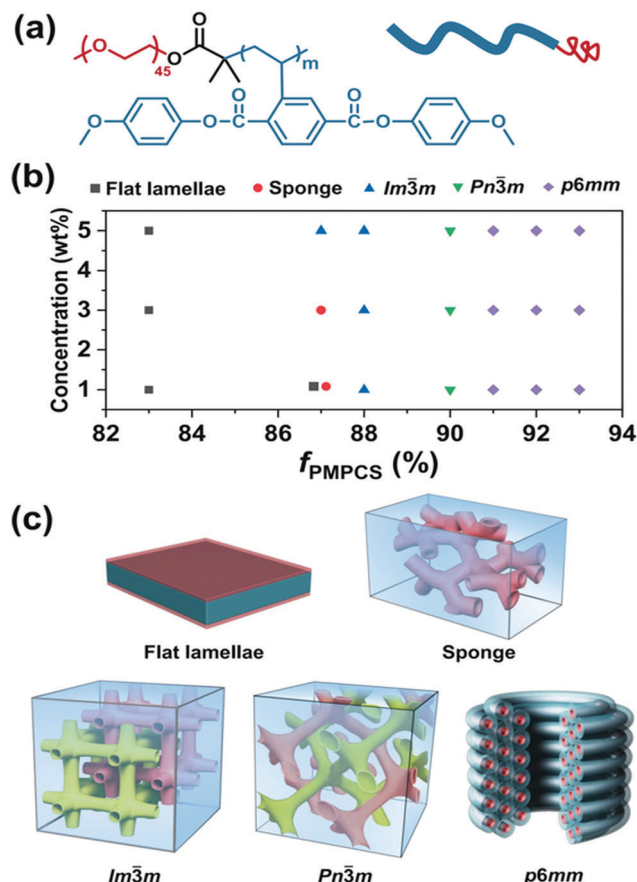 (a)
O
O
O
45
m
O
O
O
O
O
O
(b)
Flat lamellae Sponge Im3̅m Pn3̅m p6mm
Concentration (wt%)
5
4
3
2
1
82 84 86 88 90 92 94
fPMPCS (%)
(c)
Flat lamellae Sponge
Im3̅m Pn3̅m p6mm